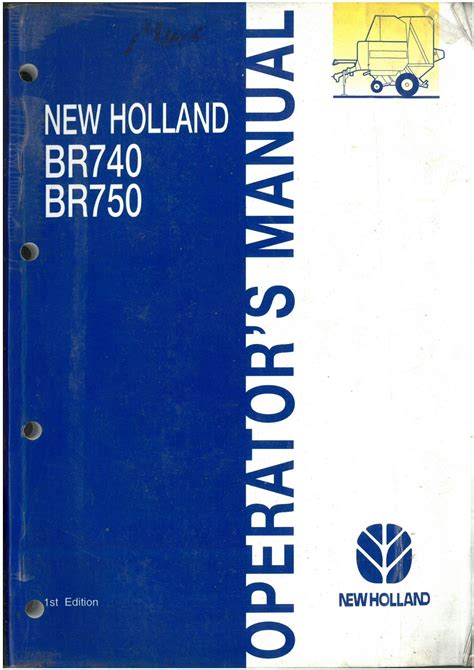 NEW HOLLAND
BR740
BR750
OPERATOR'S MANUAL
1st Edition
NEW HOLLAND